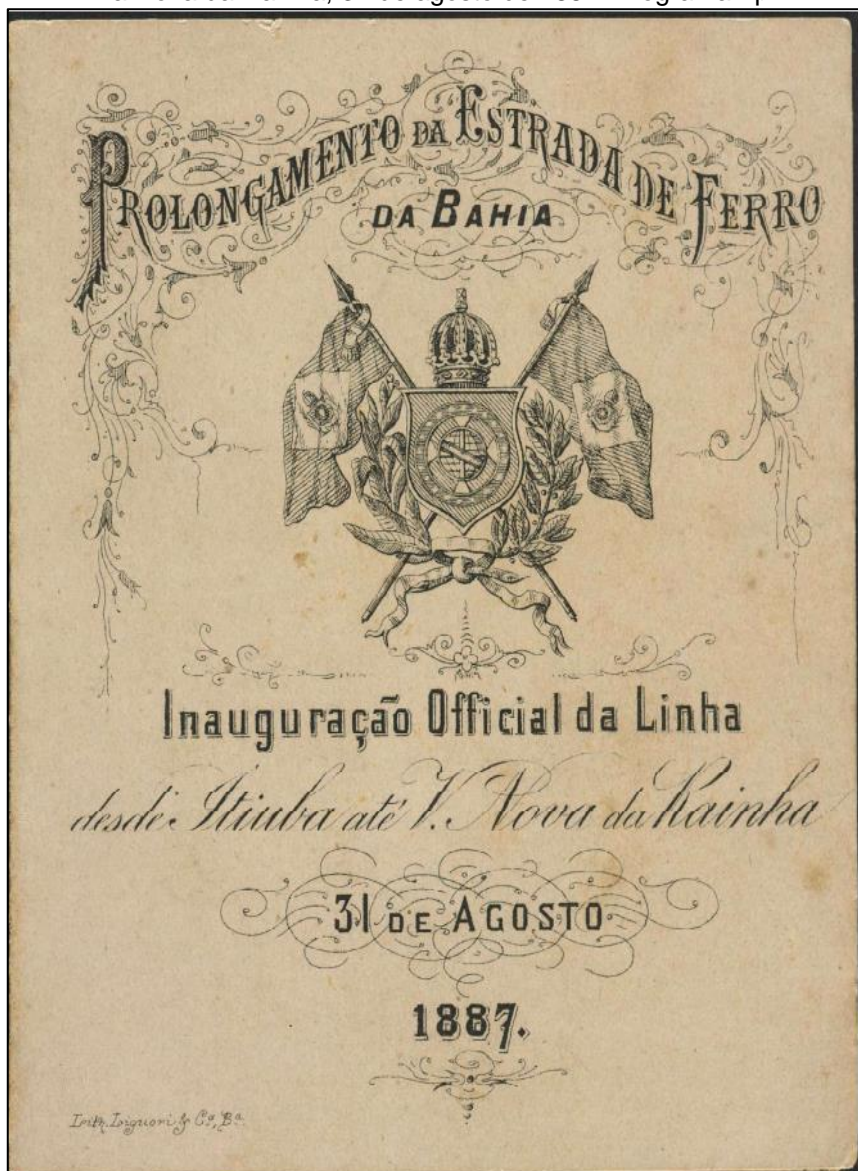 PROLONGAMENTO DA ESTRADA DE FERRO
DA BAHIA
Inauguração Official da Linha
desde Itiuba até V. Nova da Rainha
31 DE AGOSTO
1887.
Lith. Liguori & Cª, Bª